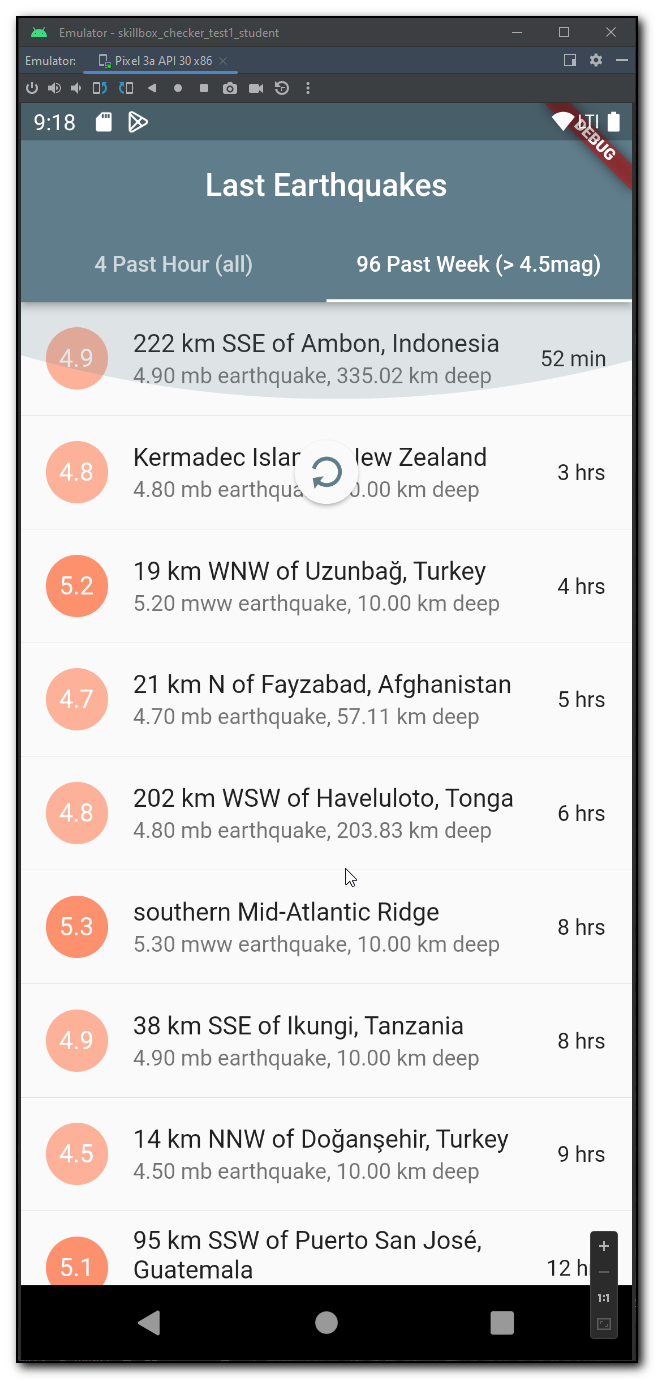 Emulator: - skillbox_checker_test1_student
Emulator: Pixel 3a API 30 x86
9:18
DEBUG
Last Earthquakes
4 Past Hour (all) 96 Past Week (> 4.5mag)
4.9 222 km SSE of Ambon, Indonesia 52 min
4.90 mb earthquake, 335.02 km deep
4.8 Kermadec New Zealand 3 hrs
4.80 mb km deep
5.2 19 km WNW of Uzunbağ, Turkey 4 hrs
5.20 mww earthquake, 10.00 km deep
4.7 21 km N of Fayzabad, Afghanistan 5 hrs
4.70 mb earthquake, 57.11 km deep
4.8 202 km WSW of Haveluloto, Tonga 6 hrs
4.80 mb earthquake, 203.83 km deep
5.3 southern Mid-Atlantic Ridge 8 hrs
5.30 mww earthquake, 10.00 km deep
4.9 38 km SSE of Ikungi, Tanzania 8 hrs
4.90 mb earthquake, 10.00 km deep
4.5 14 km NNW of Doğanşehir, Turkey 9 hrs
4.50 mb earthquake, 10.00 km deep
95 km SSW of Puerto San José,
5.1 Guatemala 12
1:1